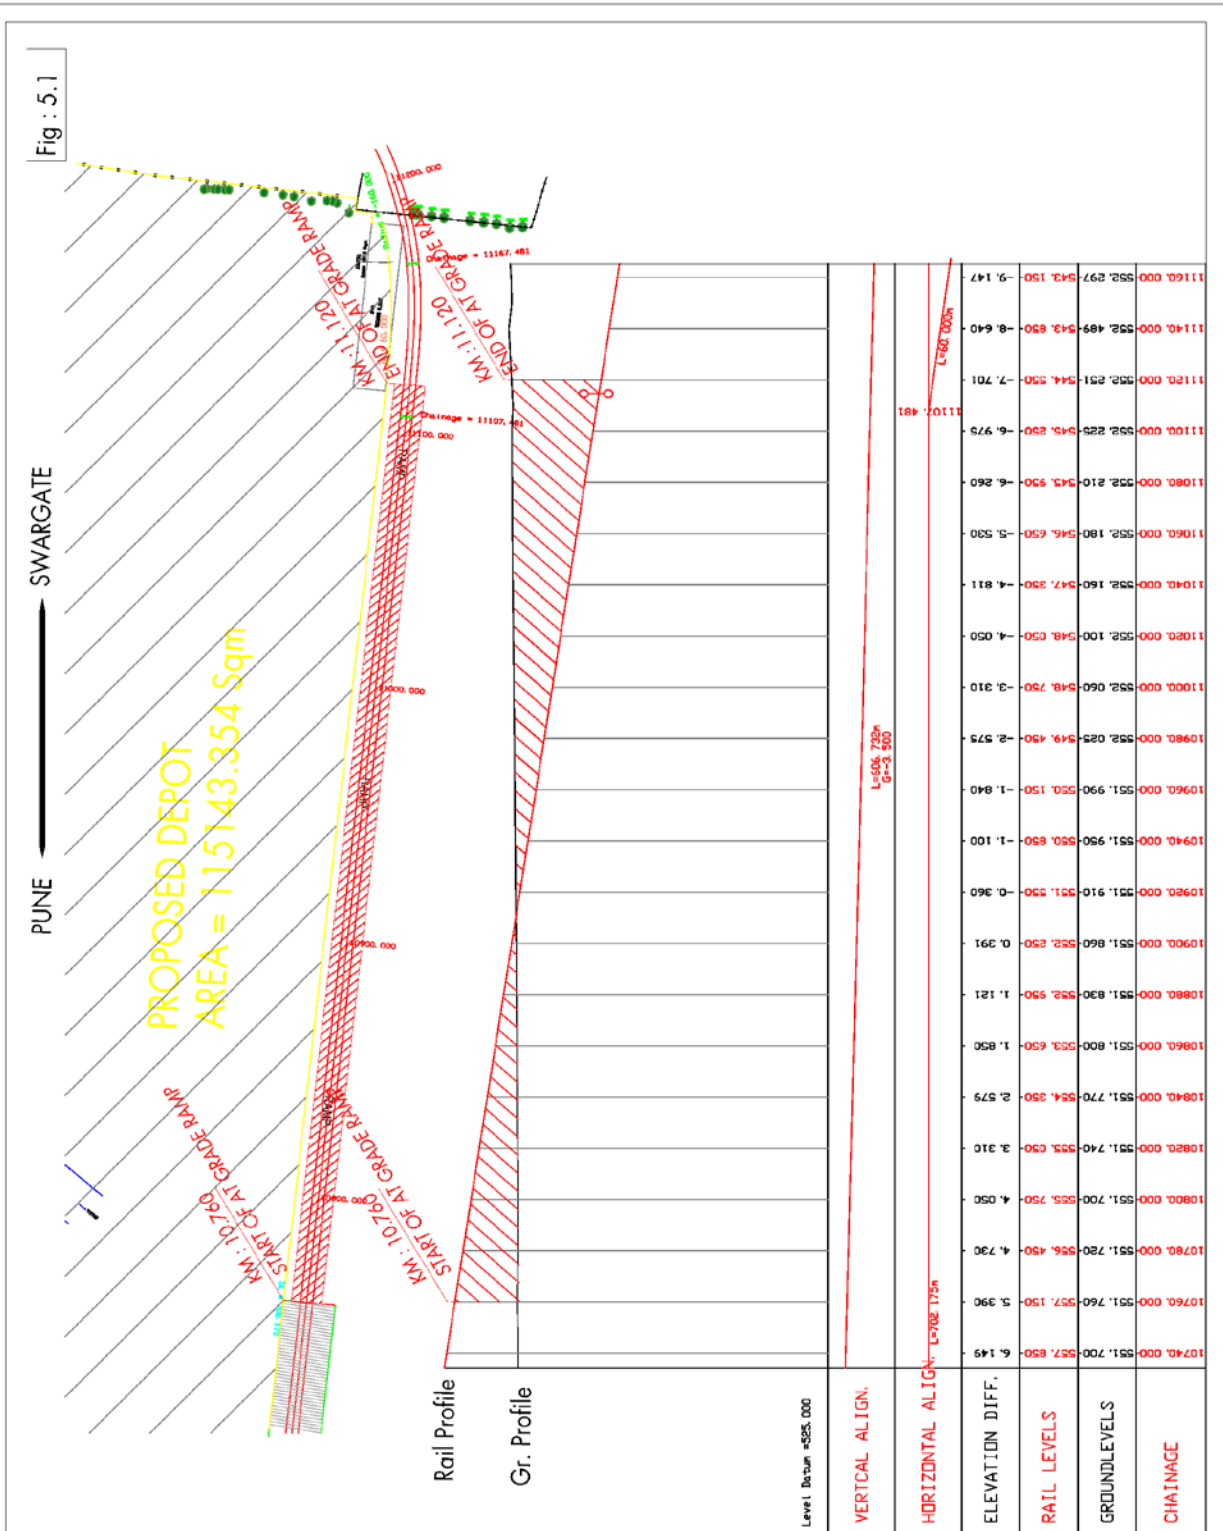 Fig : 5.1
PUNE
SWARGATE
PROPOSED DEPOT
AREA = 115143.354 Sqm
KM : 10.760
START OF AT GRADE RAMP
KM : 10.760
START OF AT GRADE RAMP
KM :11.120
END OF AT GRADE RAMP
KM :11.120
END OF AT GRADE RAMP
RAMP
RAMP
RAMP
10800.000
10900.000
11000.000
11100.000
11200.000
Chainage = 11107.481
Chainage = 11167.481
Rail Profile
Gr. Profile
Level Datum =525.000
VERTCAL ALIGN.
L=606.732m
G=-3.500
HORIZONTAL ALIGN.
L=702.175m
11107.481
L=60.000m
ELEVATION DIFF.
6.149 5.390 4.730 4.050 3.310 2.579 1.850 1.121 0.391 -0.360 -1.100 -1.840 -2.575 -3.310 -4.050 -4.811 -5.530 -6.260 -6.975 -7.701 -8.640 -9.147
RAIL LEVELS
557.850 557.150 556.450 555.750 555.050 554.350 553.650 552.950 552.250 551.550 550.850 550.150 549.450 548.750 548.050 547.350 546.650 545.950 545.250 544.550 543.850 543.150
GROUNDLEVELS
551.700 551.760 551.720 551.700 551.740 551.770 551.800 551.830 551.860 551.910 551.950 551.990 552.025 552.060 552.100 552.160 552.180 552.210 552.225 552.251 552.489 552.297
CHAINAGE
10740.000 10760.000 10780.000 10800.000 10820.000 10840.000 10860.000 10880.000 10900.000 10920.000 10940.000 10960.000 10980.000 11000.000 11020.000 11040.000 11060.000 11080.000 11100.000 11120.000 11140.000 11160.000